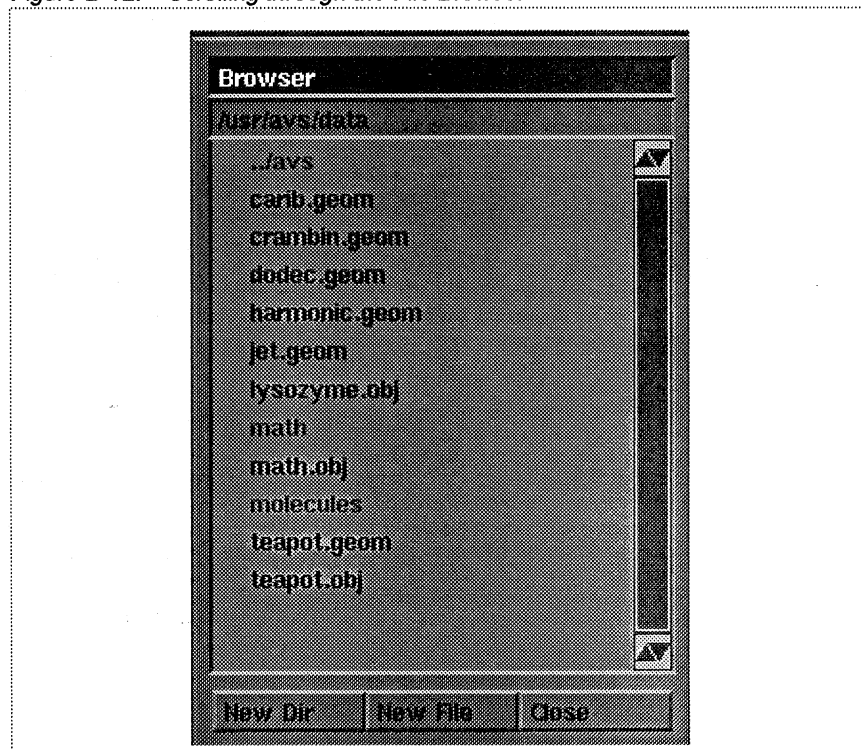 Browser
/usr/avs/data
../avs
carib.geom
crambin.geom
dodec.geom
harmonic.geom
jet.geom
lysozyme.obj
math
math.obj
molecules
teapot.geom
teapot.obj
New Dir New File Close